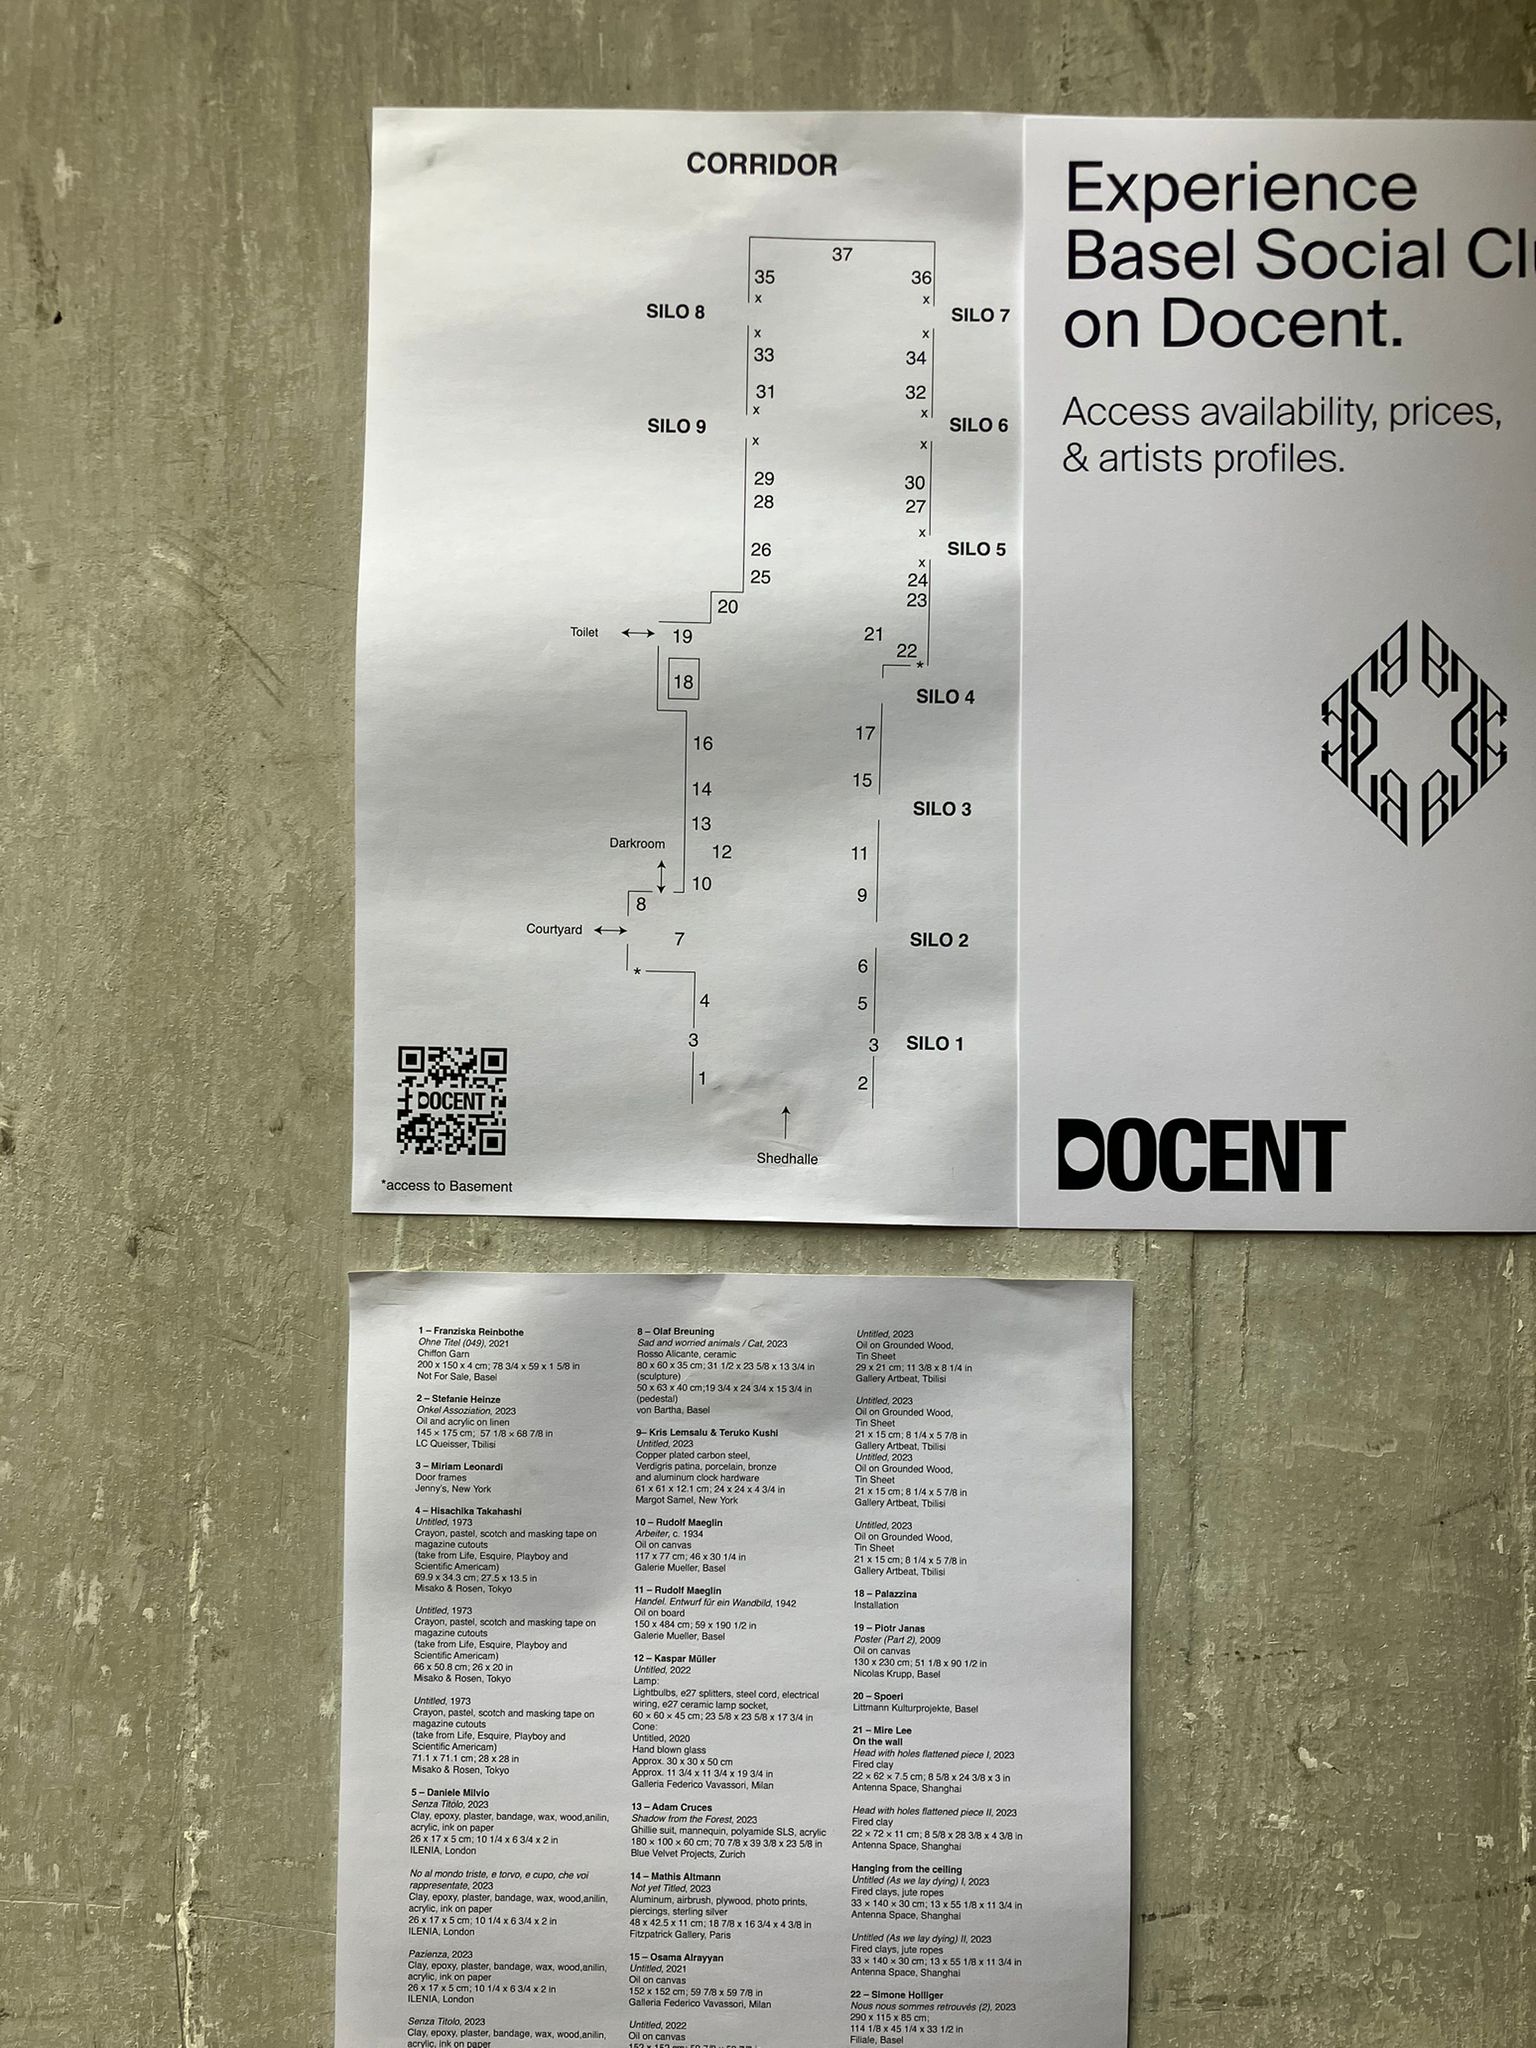 CORRIDOR
37
35
36
x
x
SILO 8
SILO 7
x
x
33
34
31
32
x
x
SILO 9
SILO 6
x
x
29
30
28
27
x
26
SILO 5
x
25
24
20
23
Toilet
19
21
22
*
18
SILO 4
17
16
15
14
SILO 3
13
Darkroom
12
11
10
9
8
Courtyard
7
SILO 2
6
*
4
5
3
3
SILO 1
1
2
DOCENT
Shedhalle
*access to Basement
Experience
Basel Social Clu
on Docent.
Access availability, prices,
& artists profiles.
DOCENT
1 – Franziska Reinbothe
Ohne Titel (049), 2021
Chiffon Garn
200 x 150 x 4 cm; 78 3/4 x 59 x 1 5/8 in
Not For Sale, Basel
2 – Stefanie Heinze
Onkel Assoziation, 2023
Oil and acrylic on linen
145 × 175 cm; 57 1/8 × 68 7/8 in
LC Queisser, Tbilisi
3 – Miriam Leonardi
Door frames
Jenny's, New York
4 – Hisachika Takahashi
Untitled, 1973
Crayon, pastel, scotch and masking tape on
magazine cutouts
(take from Life, Esquire, Playboy and
Scientific Americam)
69.9 x 34.3 cm; 27.5 x 13.5 in
Misako & Rosen, Tokyo
Untitled, 1973
Crayon, pastel, scotch and masking tape on
magazine cutouts
(take from Life, Esquire, Playboy and
Scientific Americam)
66 x 50.8 cm; 26 x 20 in
Misako & Rosen, Tokyo
Untitled, 1973
Crayon, pastel, scotch and masking tape on
magazine cutouts
(take from Life, Esquire, Playboy and
Scientific Americam)
71.1 x 71.1 cm; 28 x 28 in
Misako & Rosen, Tokyo
5 – Daniele Milvio
Senza Titolo, 2023
Clay, epoxy, plaster, bandage, wax, wood,anilin,
acrylic, ink on paper
26 x 17 x 5 cm; 10 1/4 x 6 3/4 x 2 in
ILENIA, London
No al mondo triste, e torvo, e cupo, che voi
rappresentate, 2023
Clay, epoxy, plaster, bandage, wax, wood,anilin,
acrylic, ink on paper
26 x 17 x 5 cm; 10 1/4 x 6 3/4 x 2 in
ILENIA, London
Pazienza, 2023
Clay, epoxy, plaster, bandage, wax, wood,anilin,
acrylic, ink on paper
26 x 17 x 5 cm; 10 1/4 x 6 3/4 x 2 in
ILENIA, London
Senza Titolo, 2023
Clay, epoxy, plaster, bandage, wax, wood,anilin,
acrylic, ink on paper
8 – Olaf Breuning
Sad and worried animals / Cat, 2023
Rosso Alicante, ceramic
80 x 60 x 35 cm; 31 1/2 x 23 5/8 x 13 3/4 in
(sculpture)
50 x 63 x 40 cm;19 3/4 x 24 3/4 x 15 3/4 in
(pedestal)
von Bartha, Basel
9– Kris Lemsalu & Teruko Kushi
Untitled, 2023
Copper plated carbon steel,
Verdigris patina, porcelain, bronze
and aluminum clock hardware
61 x 61 x 12.1 cm; 24 x 24 x 4 3/4 in
Margot Samel, New York
10 – Rudolf Maeglin
Arbeiter, c. 1934
Oil on canvas
117 x 77 cm; 46 x 30 1/4 in
Galerie Mueller, Basel
11 – Rudolf Maeglin
Handel. Entwurf für ein Wandbild, 1942
Oil on board
150 x 484 cm; 59 x 190 1/2 in
Galerie Mueller, Basel
12 – Kaspar Müller
Untitled, 2022
Lamp:
Lightbulbs, e27 splitters, steel cord, electrical
wiring, e27 ceramic lamp socket,
60 × 60 × 45 cm; 23 5/8 x 23 5/8 x 17 3/4 in
Cone:
Untitled, 2020
Hand blown glass
Approx. 30 x 30 x 50 cm
Approx. 11 3/4 x 11 3/4 x 19 3/4 in
Galleria Federico Vavassori, Milan
13 – Adam Cruces
Shadow from the Forest, 2023
Ghillie suit, mannequin, polyamide SLS, acrylic
180 × 100 x 60 cm; 70 7/8 x 39 3/8 x 23 5/8 in
Blue Velvet Projects, Zurich
14 – Mathis Altmann
Not yet Titled, 2023
Aluminum, airbrush, plywood, photo prints,
piercings, sterling silver
48 x 42.5 x 11 cm; 18 7/8 x 16 3/4 x 4 3/8 in
Fitzpatrick Gallery, Paris
15 – Osama Alrayyan
Untitled, 2021
Oil on canvas
152 x 152 cm; 59 7/8 x 59 7/8 in
Galleria Federico Vavassori, Milan
Untitled, 2022
Oil on canvas
Untitled, 2023
Oil on Grounded Wood,
Tin Sheet
29 x 21 cm; 11 3/8 x 8 1/4 in
Gallery Artbeat, Tbilisi
Untitled, 2023
Oil on Grounded Wood,
Tin Sheet
21 x 15 cm; 8 1/4 x 5 7/8 in
Gallery Artbeat, Tbilisi
Untitled, 2023
Oil on Grounded Wood,
Tin Sheet
21 x 15 cm; 8 1/4 x 5 7/8 in
Gallery Artbeat, Tbilisi
Untitled, 2023
Oil on Grounded Wood,
Tin Sheet
21 x 15 cm; 8 1/4 x 5 7/8 in
Gallery Artbeat, Tbilisi
18 – Palazzina
Installation
19 – Piotr Janas
Poster (Part 2), 2009
Oil on canvas
130 x 230 cm; 51 1/8 x 90 1/2 in
Nicolas Krupp, Basel
20 – Spoeri
Littmann Kulturprojekte, Basel
21 – Mire Lee
On the wall
Head with holes flattened piece I, 2023
Fired clay
22 × 62 × 7.5 cm; 8 5/8 x 24 3/8 x 3 in
Antenna Space, Shanghai
Head with holes flattened piece II, 2023
Fired clay
22 × 72 × 11 cm; 8 5/8 x 28 3/8 x 4 3/8 in
Antenna Space, Shanghai
Hanging from the ceiling
Untitled (As we lay dying) I, 2023
Fired clays, jute ropes
33 × 140 × 30 cm; 13 x 55 1/8 x 11 3/4 in
Antenna Space, Shanghai
Untitled (As we lay dying) II, 2023
Fired clays, jute ropes
33 × 140 × 30 cm; 13 x 55 1/8 x 11 3/4 in
Antenna Space, Shanghai
22 – Simone Holliger
Nous nous sommes retrouvés (2), 2023
290 x 115 x 85 cm;
114 1/8 x 45 1/4 x 33 1/2 in
Filiale, Basel